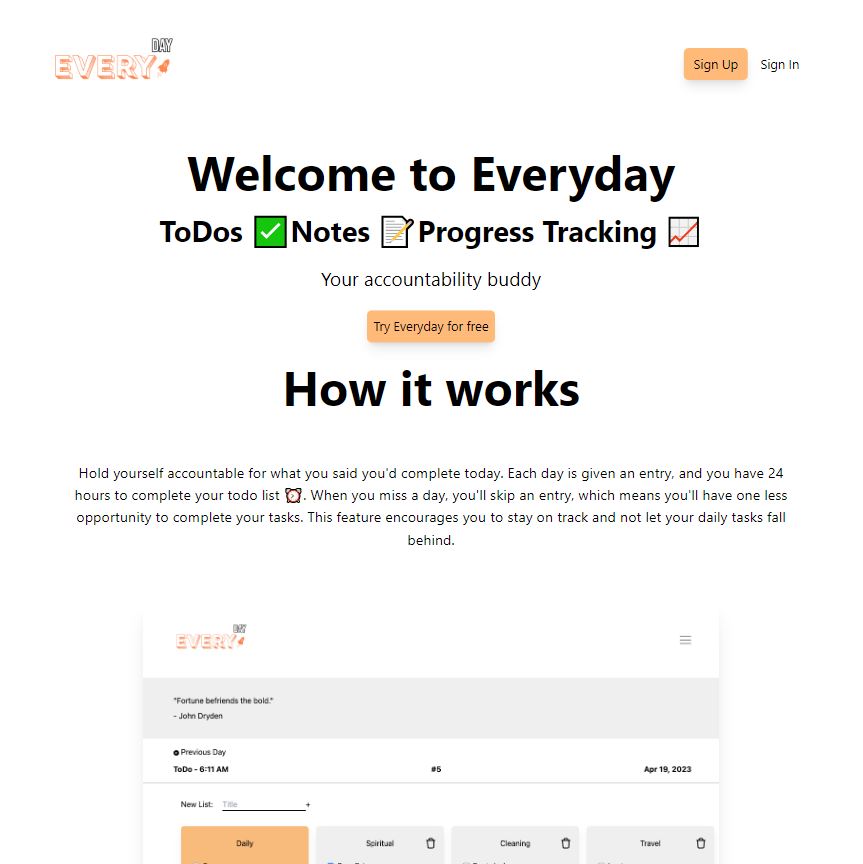 EVERY DAY
Sign Up
Sign In
Welcome to Everyday
ToDos ✅Notes 📝Progress Tracking 📈
Your accountability buddy
Try Everyday for free
How it works
Hold yourself accountable for what you said you'd complete today. Each day is given an entry, and you have 24
hours to complete your todo list ⏰. When you miss a day, you'll skip an entry, which means you'll have one less
opportunity to complete your tasks. This feature encourages you to stay on track and not let your daily tasks fall
behind.
EVERY DAY
"Fortune befriends the bold."
- John Dryden
Previous Day
ToDo - 6:11 AM
#5
Apr 19, 2023
New List:
Title
+
Daily
Spiritual
Cleaning
Travel